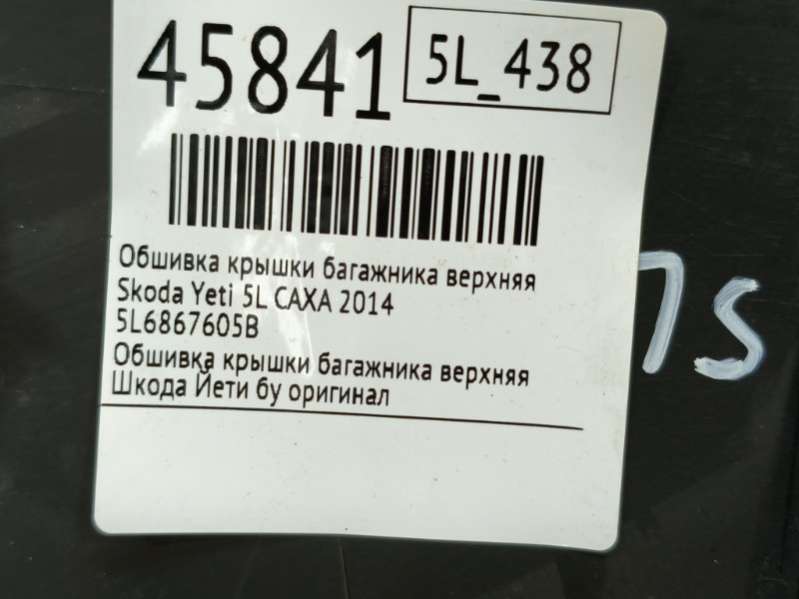 45841
5L_438
Обшивка крышки багажника верхняя
Skoda Yeti 5L CAXA 2014
5L6867605B
Обшивка крышки багажника верхняя
Шкода Йети бу оригинал